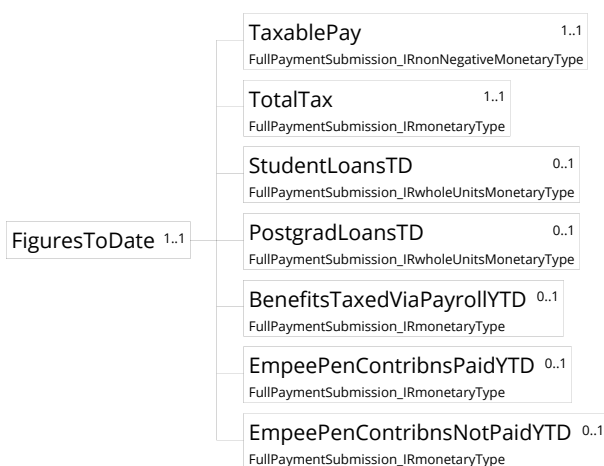 TaxablePay 1..1
FullPaymentSubmission_IRnonNegativeMonetaryType
TotalTax 1..1
FullPaymentSubmission_IRmonetaryType
StudentLoansTD 0..1
FullPaymentSubmission_IRwholeUnitsMonetaryType
FiguresToDate 1..1
PostgradLoansTD 0..1
FullPaymentSubmission_IRwholeUnitsMonetaryType
BenefitsTaxedViaPayrollYTD 0..1
FullPaymentSubmission_IRmonetaryType
EmpeePenContribnsPaidYTD 0..1
FullPaymentSubmission_IRmonetaryType
EmpeePenContribnsNotPaidYTD 0..1
FullPaymentSubmission_IRmonetaryType